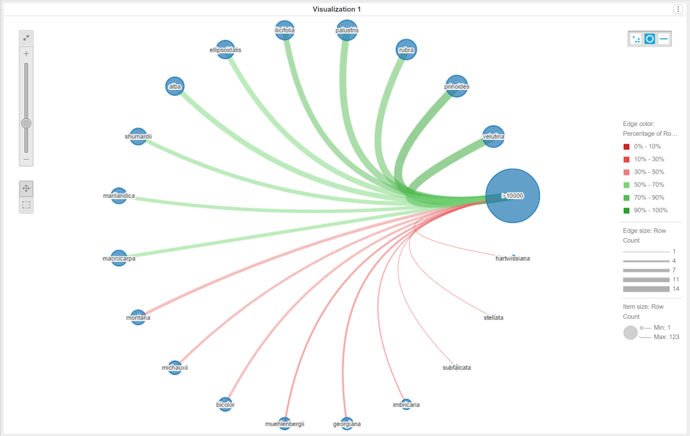 Visualization 1
ilicifolia
palustris
ellipsoidalis
rubra
alba
prinoides
shumardii
velutina
marilandica
>10000
macrocarpa
hartwissiana
montana
stellata
michauxii
subfalcata
bicolor
imbricaria
muehlenbergii
georgiana
Edge color:
Percentage of Ro...
0% - 10%
10% - 30%
30% - 50%
50% - 70%
70% - 90%
90% - 100%
Edge size: Row
Count
1
4
7
11
14
Item size: Row
Count
Min: 1
Max: 123